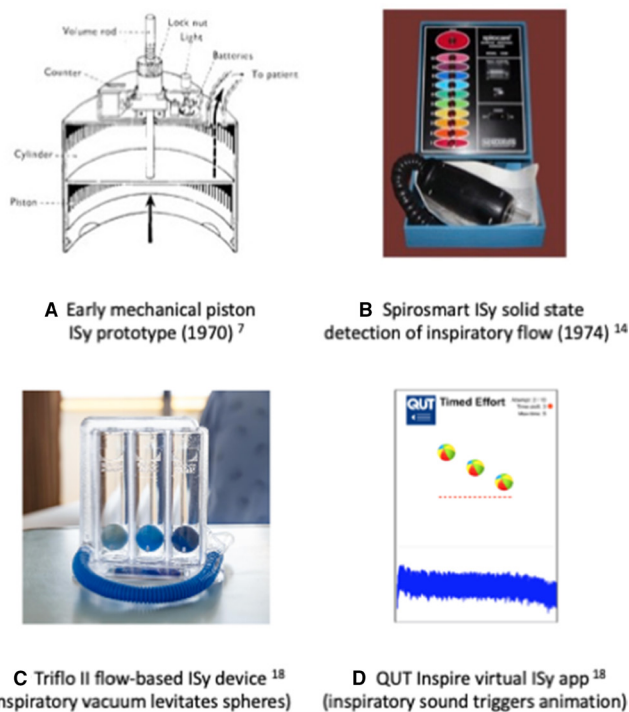 Volume rod
Lock nut
Light
Batteries
Counter
To patient
Cylinder
Piston
A Early mechanical piston
ISy prototype (1970) 7
B Spirosmart ISy solid state
detection of inspiratory flow (1974) 14
QUT Timed Effort
C Triflo II flow-based ISy device 18
nspiratory vacuum levitates spheres)
D QUT Inspire virtual ISy app 18
(inspiratory sound triggers animation)